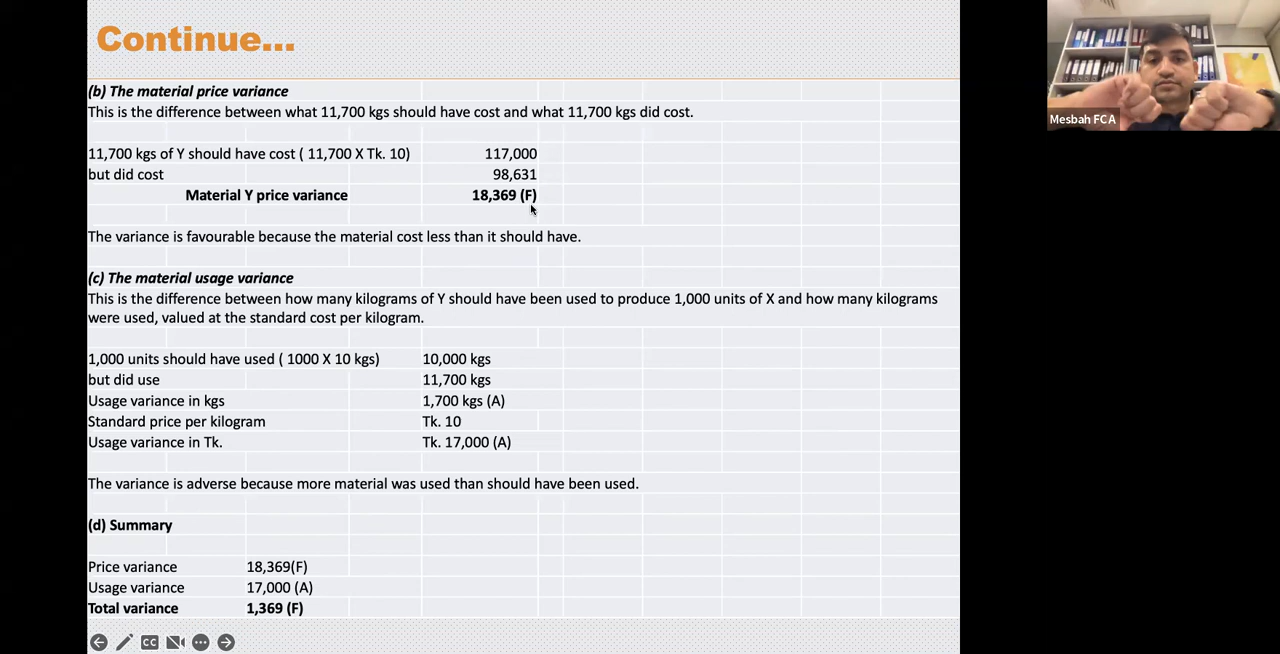 Continue...
(b) The material price variance
This is the difference between what 11,700 kgs should have cost and what 11,700 kgs did cost.
11,700 kgs of Y should have cost ( 11,700 X Tk. 10) 117,000
but did cost 98,631
Material Y price variance 18,369 (F)
The variance is favourable because the material cost less than it should have.
(c) The material usage variance
This is the difference between how many kilograms of Y should have been used to produce 1,000 units of X and how many kilograms
were used, valued at the standard cost per kilogram.
1,000 units should have used ( 1000 X 10 kgs) 10,000 kgs
but did use 11,700 kgs
Usage variance in kgs 1,700 kgs (A)
Standard price per kilogram Tk. 10
Usage variance in Tk. Tk. 17,000 (A)
The variance is adverse because more material was used than should have been used.
(d) Summary
Price variance 18,369(F)
Usage variance 17,000 (A)
Total variance 1,369 (F)
CC
Mesbah FCA